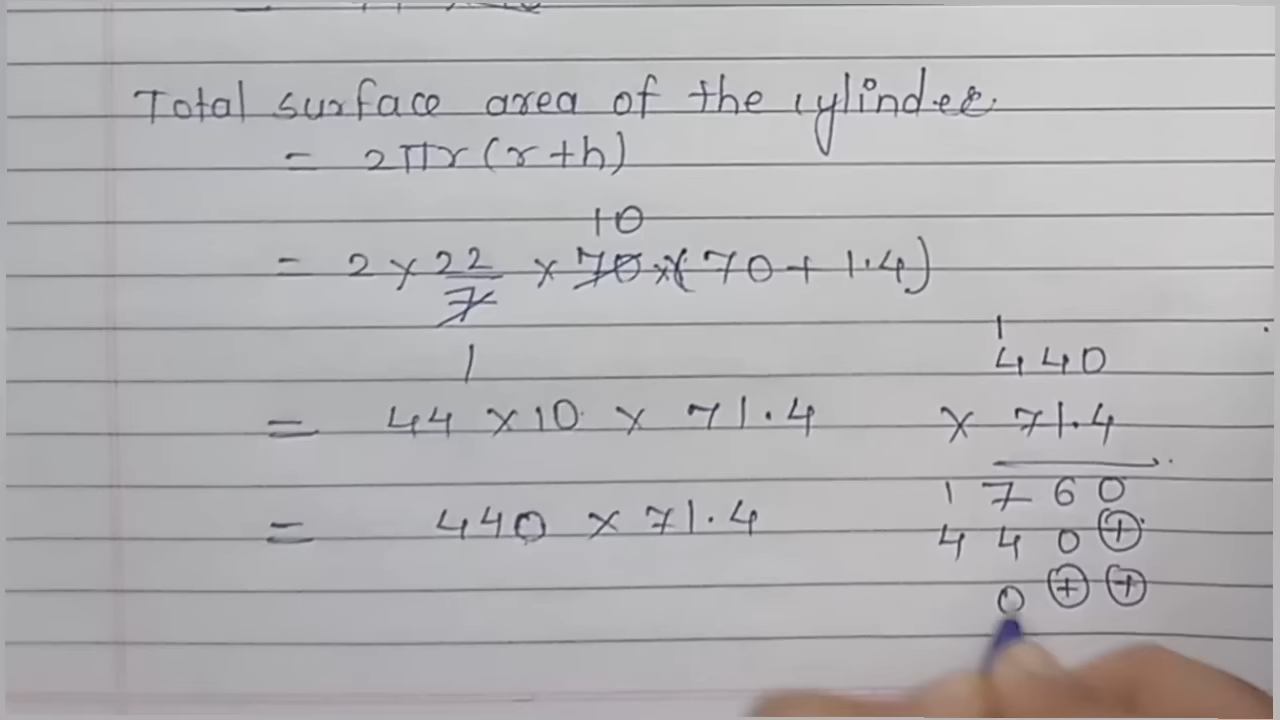 Total surface area of the cylinder
= 2πr(r+h)
10
= 2 × 22/7 × 70 × (70 + 1.4)
1
= 44 × 10 × 71.4
= 440 × 71.4
1
440
× 71.4
1760
440+
0++